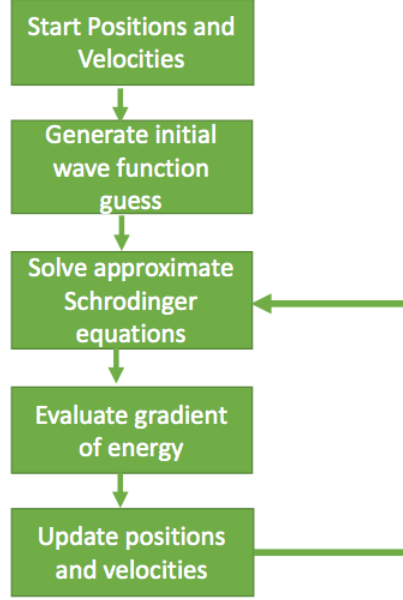 Start Positions and
Velocities
Generate initial
wave function
guess
Solve approximate
Schrodinger
equations
Evaluate gradient
of energy
Update positions
and velocities